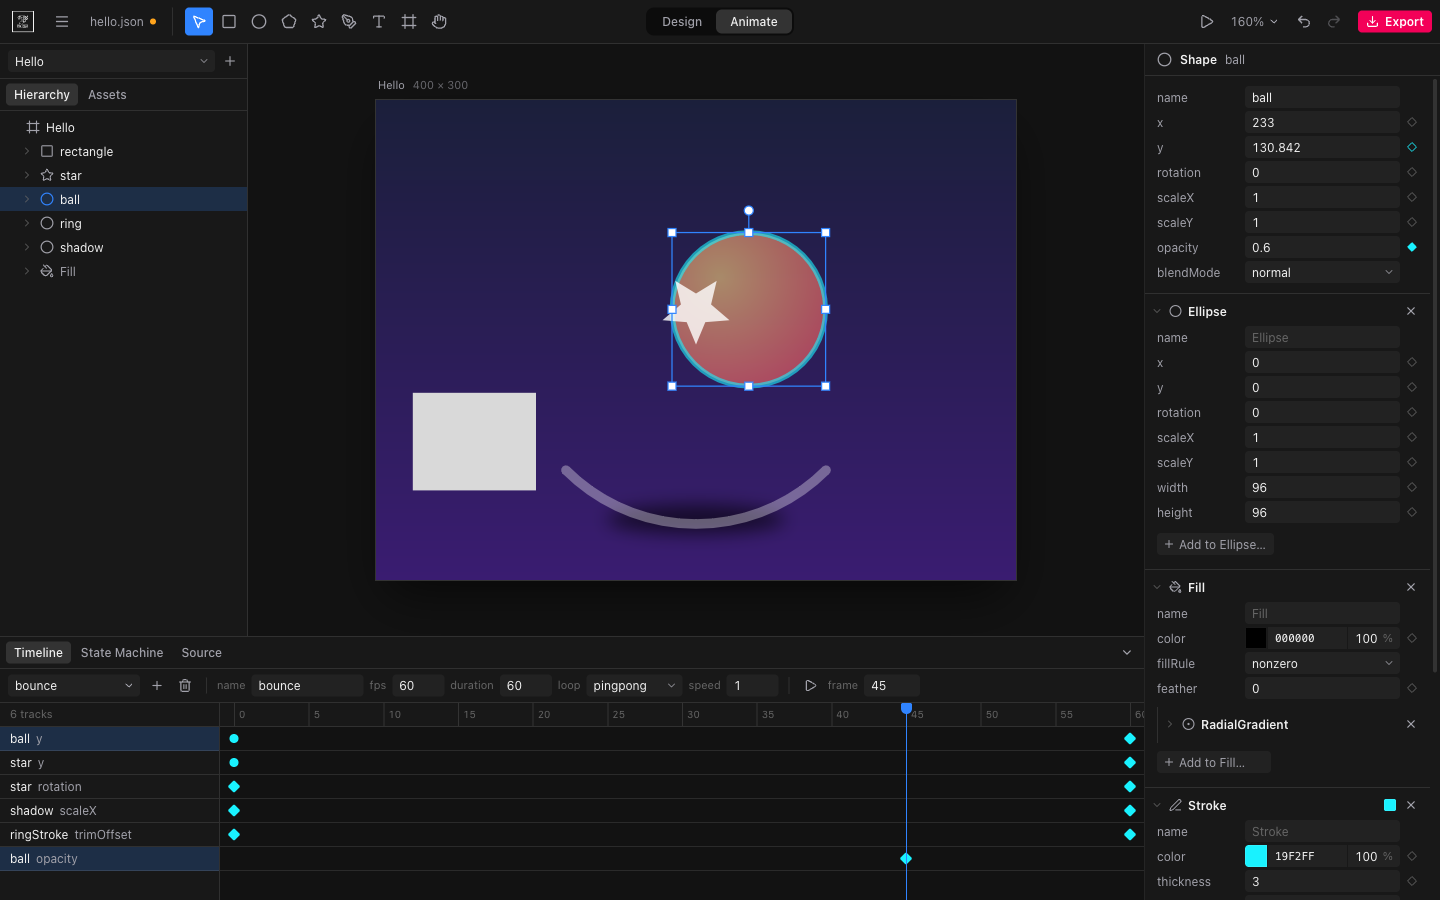 hello.json
Design
Animate
160%
Export
Hello
Hierarchy
Assets
Hello
rectangle
star
ball
ring
shadow
Fill
Hello 400 × 300
Shape ball
name ball
x 233
y 130.842
rotation 0
scaleX 1
scaleY 1
opacity 0.6
blendMode normal
Ellipse
name Ellipse
x 0
y 0
rotation 0
scaleX 1
scaleY 1
width 96
height 96
+ Add to Ellipse...
Fill
name Fill
color 000000 100 %
fillRule nonzero
feather 0
RadialGradient
+ Add to Fill...
Stroke
name Stroke
color 19F2FF 100 %
thickness 3
Timeline
State Machine
Source
bounce
name bounce fps 60 duration 60 loop pingpong speed 1 frame 45
6 tracks 0 5 10 15 20 25 30 35 40 45 50 55 60
ball y
star y
star rotation
shadow scaleX
ringStroke trimOffset
ball opacity